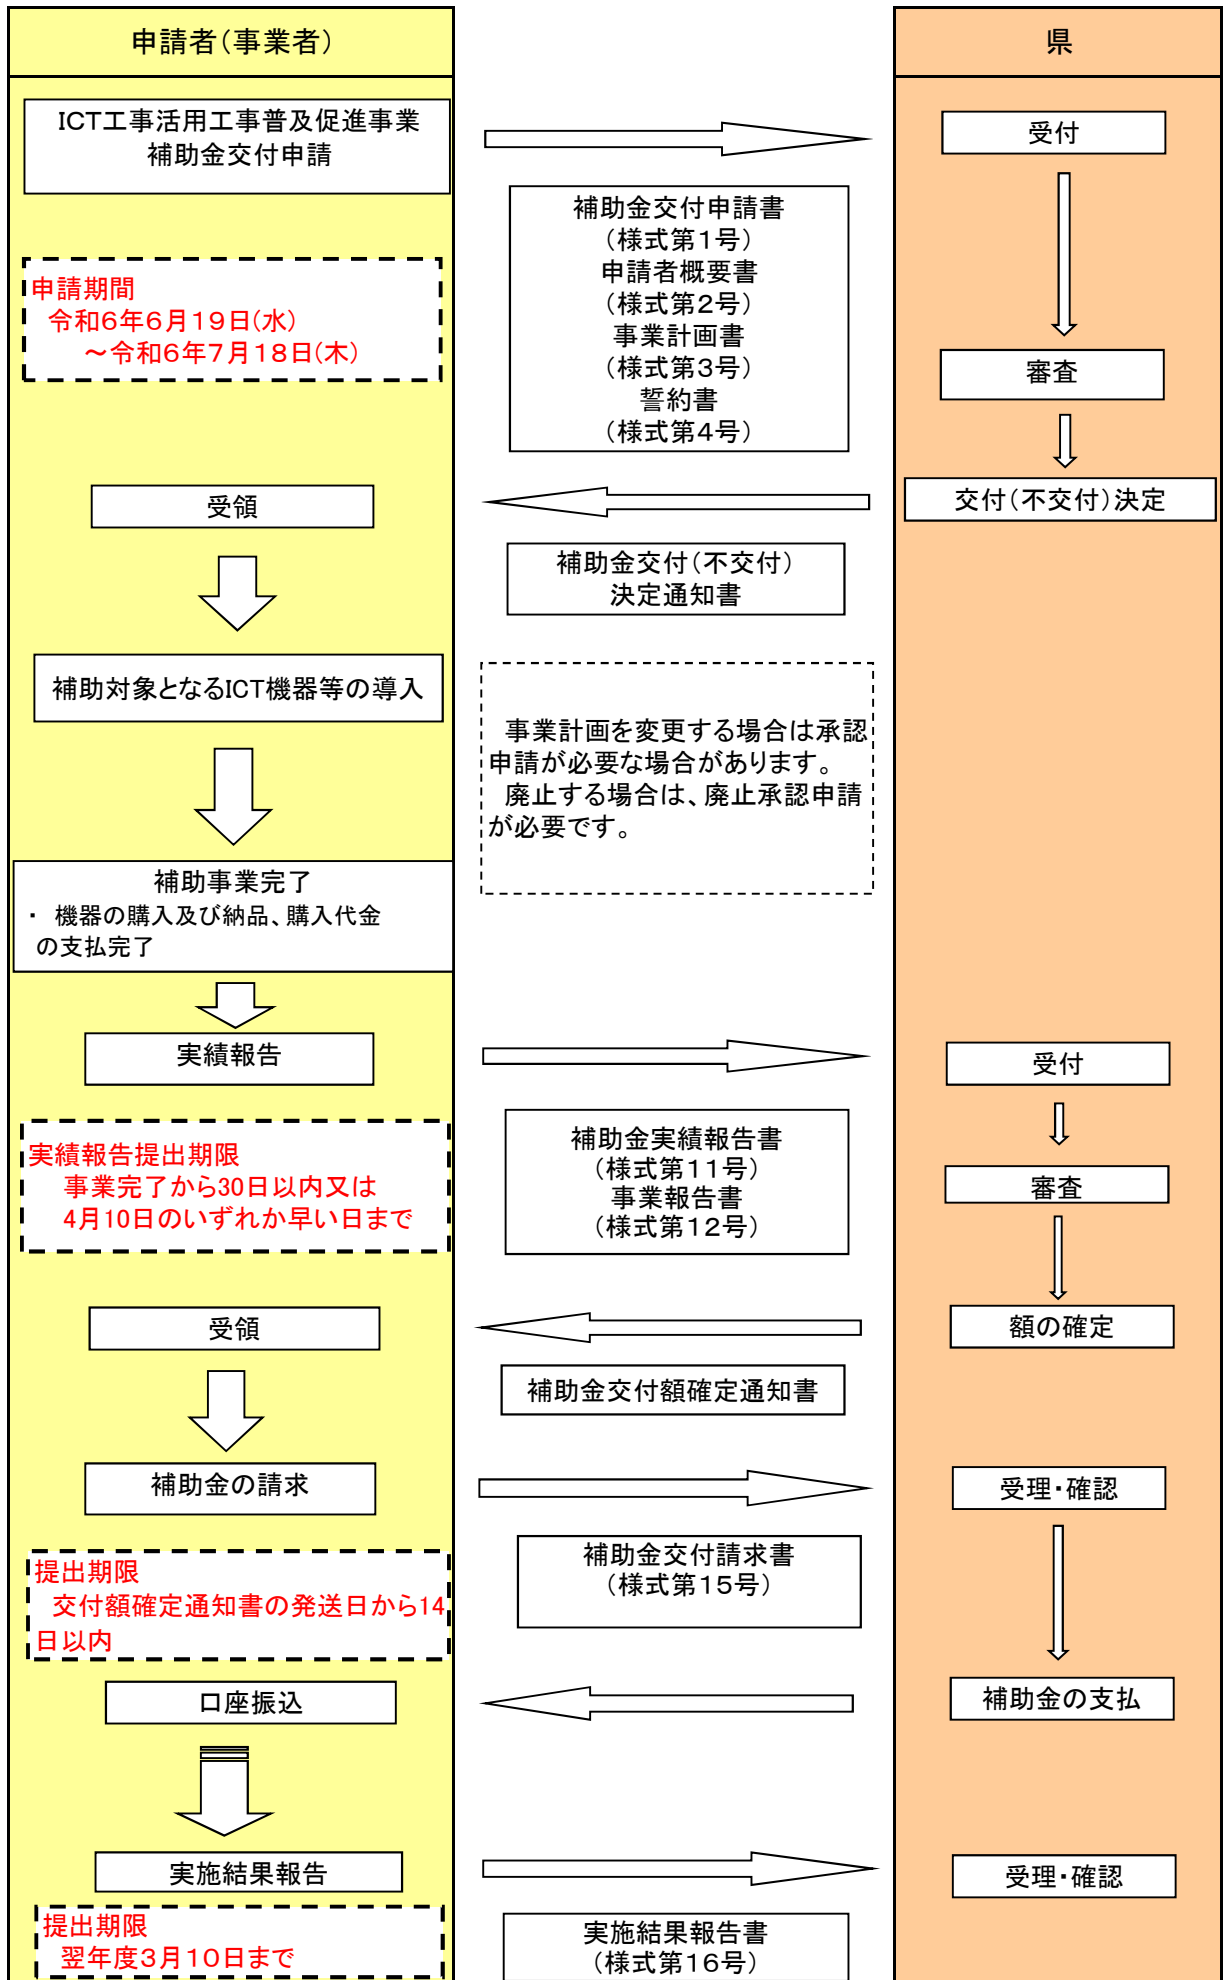 申請者（事業者）
県
ICT工事活用工事普及促進事業
補助金交付申請
受付
補助金交付申請書
（様式第１号）
申請者概要書
（様式第２号）
事業計画書
（様式第３号）
誓約書
（様式第４号）
申請期間
令和６年６月１９日(水)
～令和６年７月１８日(木)
審査
交付（不交付）決定
受領
補助金交付（不交付）
決定通知書
補助対象となるICT機器等の導入
事業計画を変更する場合は承認
申請が必要な場合があります。
廃止する場合は、廃止承認申請
が必要です。
補助事業完了
・ 機器の購入及び納品、購入代金
の支払完了
実績報告
受付
補助金実績報告書
（様式第１１号）
事業報告書
（様式第１２号）
実績報告提出期限
事業完了から30日以内又は
4月10日のいずれか早い日まで
審査
額の確定
受領
補助金交付額確定通知書
補助金の請求
受理・確認
補助金交付請求書
（様式第１５号）
提出期限
交付額確定通知書の発送日から14
日以内
口座振込
補助金の支払
実施結果報告
受理・確認
実施結果報告書
（様式第１６号）
提出期限
翌年度３月１０日まで